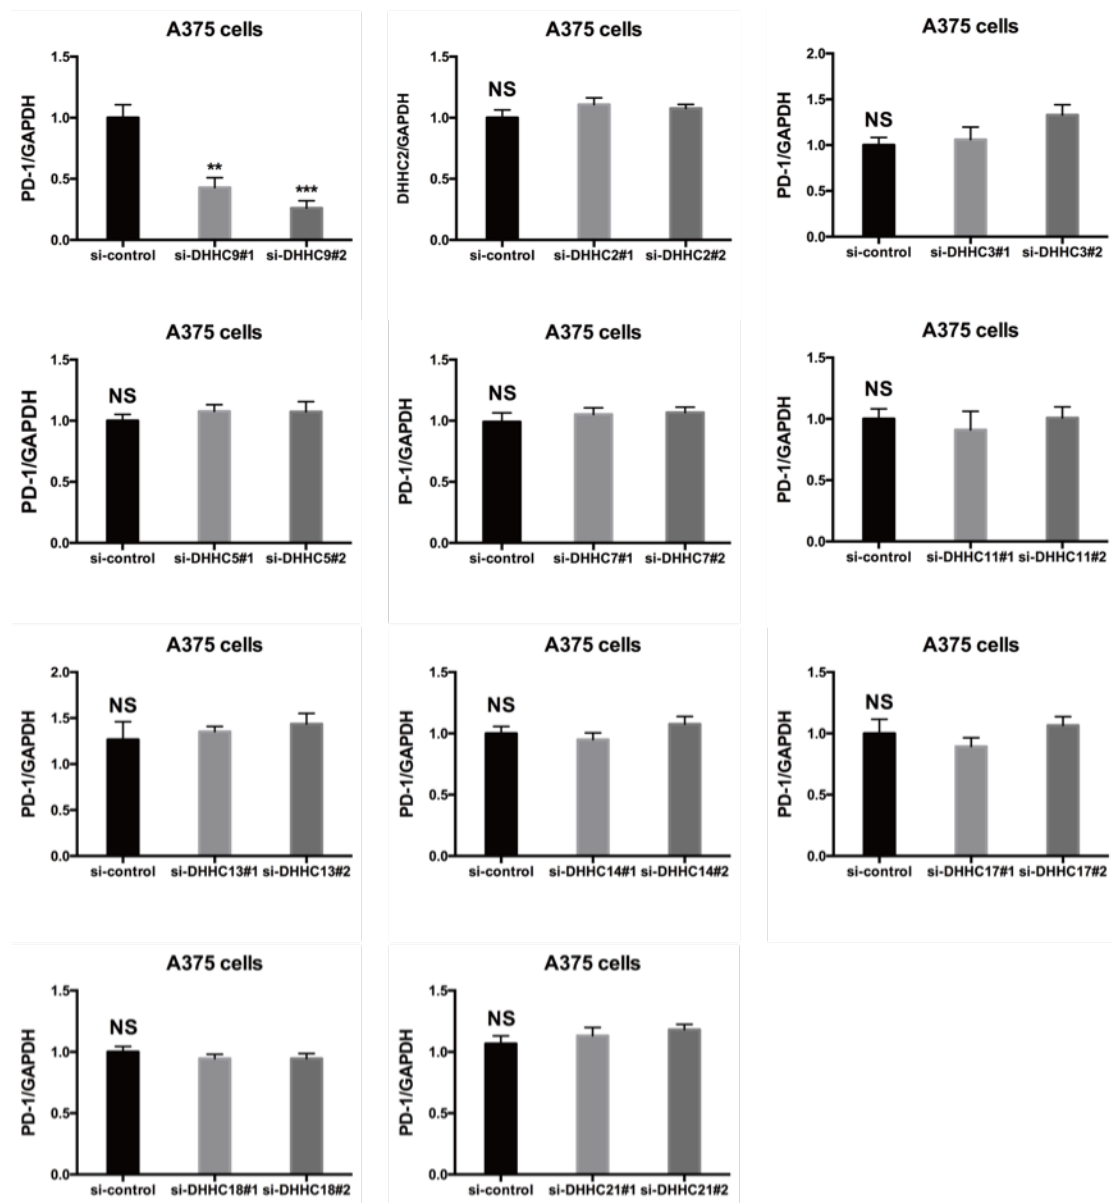 A375 cells
PD-1/GAPDH
1.5
1.0
0.5
0.0
**
***
si-control si-DHHC9#1 si-DHHC9#2
A375 cells
DHHC2/GAPDH
1.5
1.0
0.5
0.0
NS
si-control si-DHHC2#1 si-DHHC2#2
A375 cells
PD-1/GAPDH
2.0
1.5
1.0
0.5
0.0
NS
si-control si-DHHC3#1 si-DHHC3#2
A375 cells
PD-1/GAPDH
1.5
1.0
0.5
0.0
NS
si-control si-DHHC5#1 si-DHHC5#2
A375 cells
PD-1/GAPDH
1.5
1.0
0.5
0.0
NS
si-control si-DHHC7#1 si-DHHC7#2
A375 cells
PD-1/GAPDH
1.5
1.0
0.5
0.0
NS
si-control si-DHHC11#1 si-DHHC11#2
A375 cells
PD-1/GAPDH
2.0
1.5
1.0
0.5
0.0
NS
si-control si-DHHC13#1 si-DHHC13#2
A375 cells
PD-1/GAPDH
1.5
1.0
0.5
0.0
NS
si-control si-DHHC14#1 si-DHHC14#2
A375 cells
PD-1/GAPDH
1.5
1.0
0.5
0.0
NS
si-control si-DHHC17#1 si-DHHC17#2
A375 cells
PD-1/GAPDH
1.5
1.0
0.5
0.0
NS
si-control si-DHHC18#1 si-DHHC18#2
A375 cells
PD-1/GAPDH
1.5
1.0
0.5
0.0
NS
si-control si-DHHC21#1 si-DHHC21#2